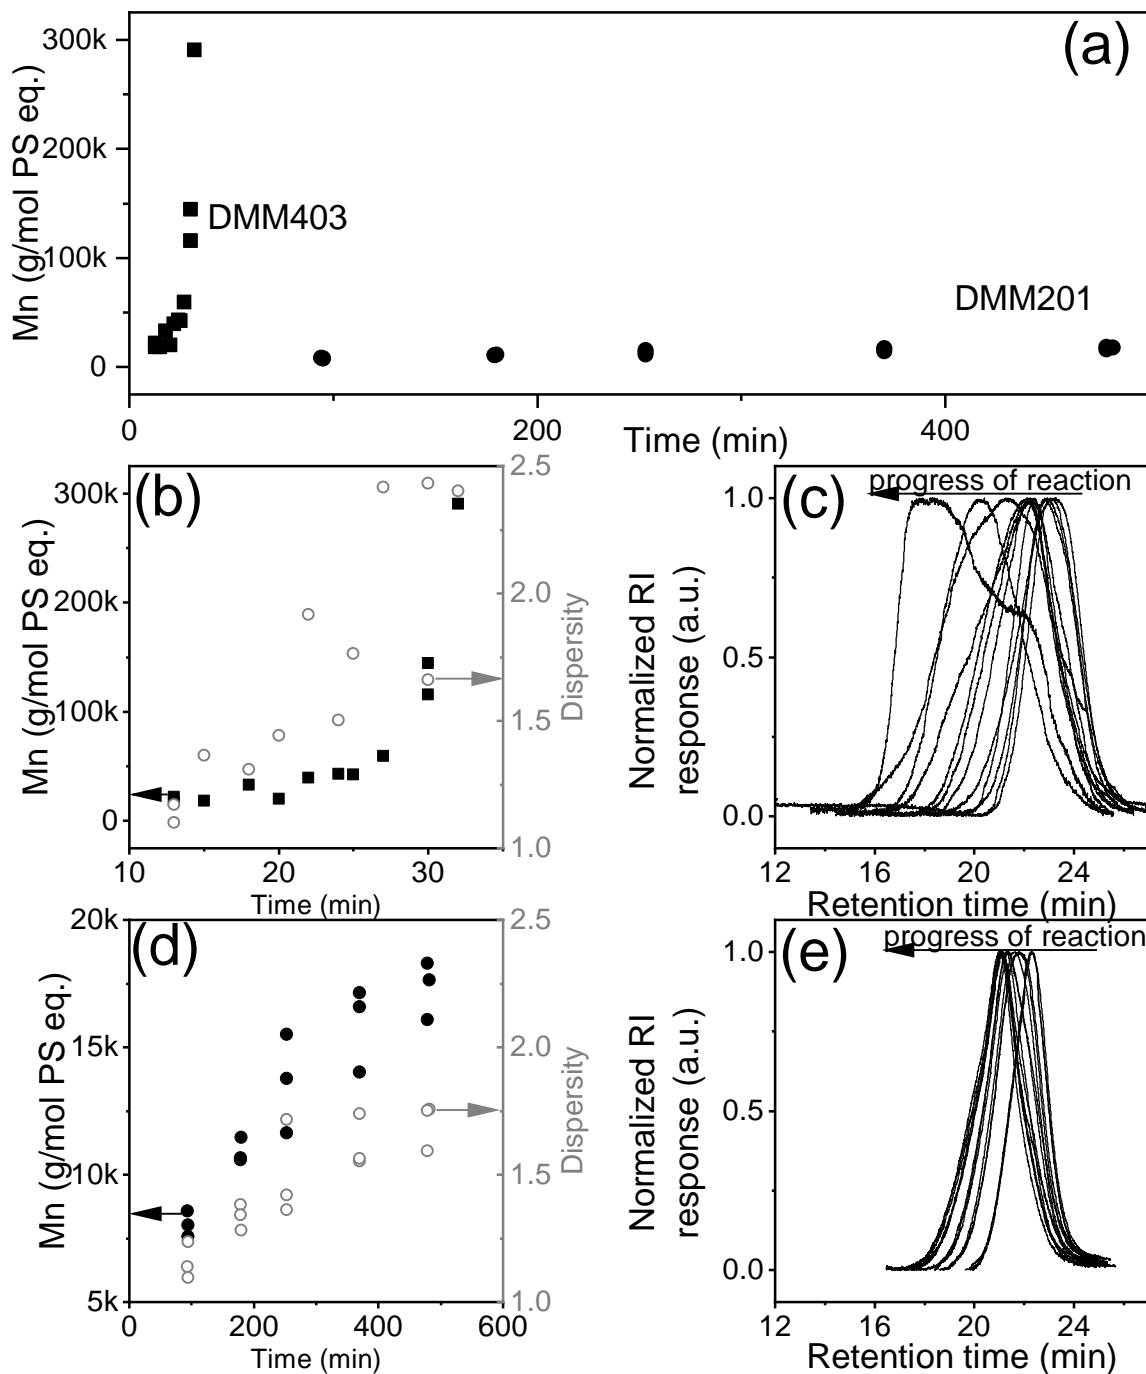 (a)
Mn (g/mol PS eq.)
300k
200k
100k
0
DMM403
DMM201
0
200
400
Time (min)
(b)
Mn (g/mol PS eq.)
300k
200k
100k
0
2.5
2.0
1.5
1.0
Dispersity
10
20
30
Time (min)
(c)
progress of reaction
Normalized RI
response (a.u.)
1.0
0.5
0.0
12
16
20
24
Retention time (min)
(d)
Mn (g/mol PS eq.)
20k
15k
10k
5k
2.5
2.0
1.5
1.0
Dispersity
0
200
400
600
Time (min)
(e)
progress of reaction
Normalized RI
response (a.u.)
1.0
0.5
0.0
12
16
20
24
Retention time (min)